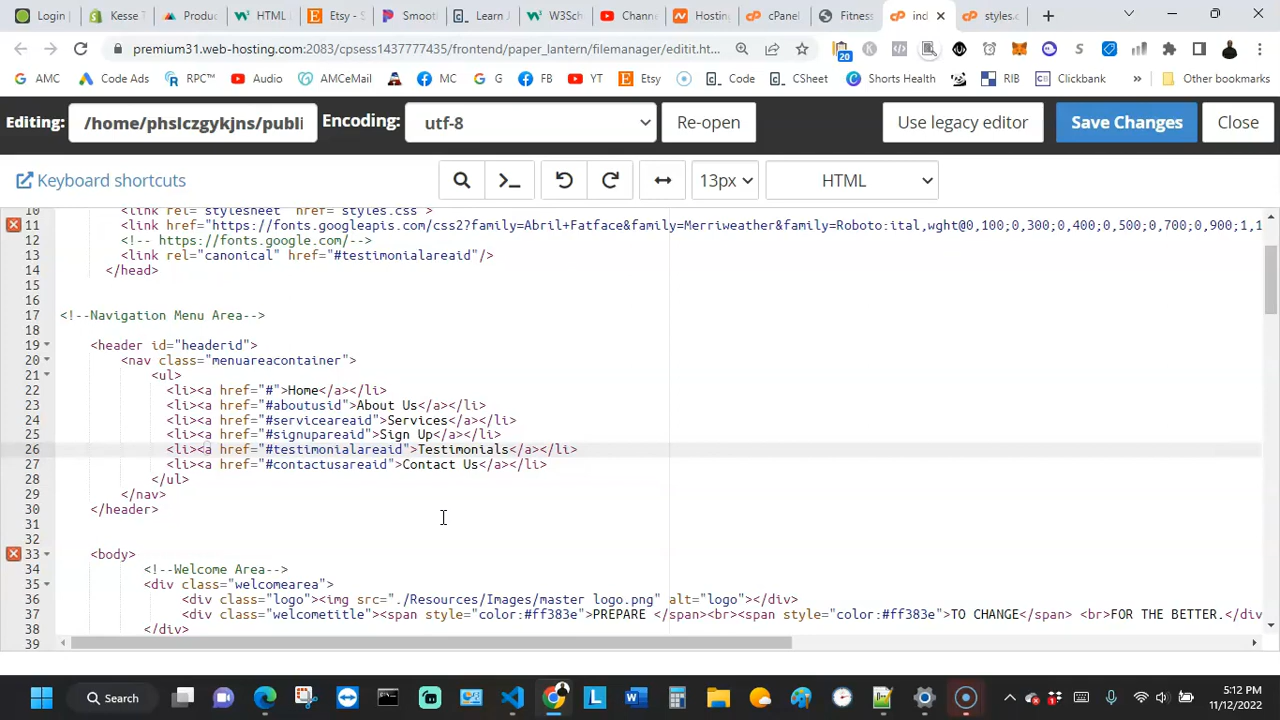 Login
Kesse T
Produc
HTML
Etsy - S
Smooti
Learn J
W3Sch
Channe
Hostin
cPanel
Fitness
ind
styles.c
premium31.web-hosting.com:2083/cpsess1437777435/frontend/paper_lantern/filemanager/editit.ht...
20
AMC
Code Ads
RPC™
Audio
AMCeMail
MC
G
FB
YT
Etsy
Code
CSheet
Shorts Health
RIB
Clickbank
»
Other bookmarks
Editing: /home/phslczgykjns/publi Encoding: utf-8 Re-open Use legacy editor Save Changes Close
Keyboard shortcuts 13px HTML
10 <link rel="stylesheet" href="styles.css">
11 <link href="https://fonts.googleapis.com/css2?family=Abril+Fatface&family=Merriweather&family=Roboto:ital,wght@0,100;0,300;0,400;0,500;0,700;0,900;1,1
12 <!-- https://fonts.google.com/-->
13 <link rel="canonical" href="#testimonialareaid"/>
14 </head>
15
16
17 <!--Navigation Menu Area-->
18
19 <header id="headerid">
20 <nav class="menuareacontainer">
21 <ul>
22 <li><a href="#">Home</a></li>
23 <li><a href="#aboutusid">About Us</a></li>
24 <li><a href="#serviceareaid">Services</a></li>
25 <li><a href="#signupareaid">Sign Up</a></li>
26 <li><a href="#testimonialareaid">Testimonials</a></li>
27 <li><a href="#contactusareaid">Contact Us</a></li>
28 </ul>
29 </nav>
30 </header>
31
32
33 <body>
34 <!--Welcome Area-->
35 <div class="welcomearea">
36 <div class="logo"><img src="./Resources/Images/master logo.png" alt="logo"></div>
37 <div class="welcometitle"><span style="color:#ff383e">PREPARE </span><br><span style="color:#ff383e">TO CHANGE</span> <br>FOR THE BETTER.</div
38 </div>
39
Search
5:12 PM
11/12/2022